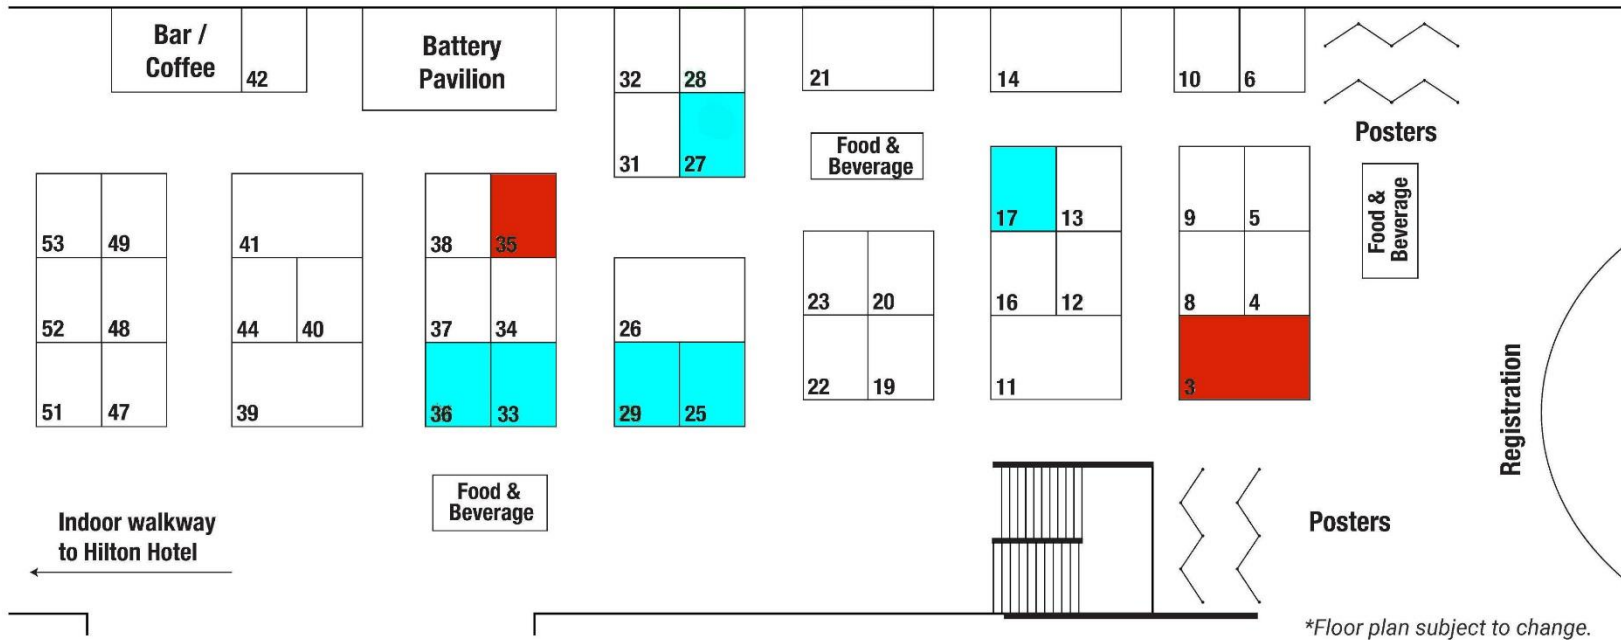 Bar /
Coffee
42
Battery
Pavilion
32
28
21
14
10
6
31
27
Food &
Beverage
Posters
Food &
Beverage
53
49
41
38
35
17
13
9
5
52
48
44
40
37
34
26
23
20
16
12
8
4
51
47
39
36
33
29
25
22
19
11
3
Registration
Food &
Beverage
Indoor walkway
to Hilton Hotel
Posters
*Floor plan subject to change.